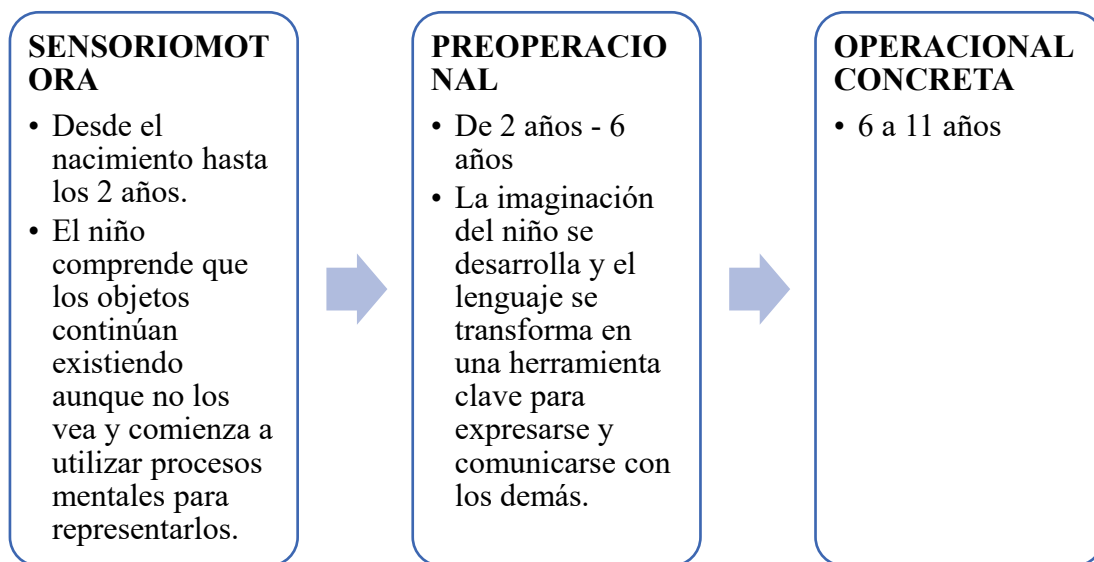 SENSORIOMOT
ORA
• Desde el
nacimiento hasta
los 2 años.
• El niño
comprende que
los objetos
continúan
existiendo
aunque no los
vea y comienza a
utilizar procesos
mentales para
representarlos.
PREOPERACIO
NAL
• De 2 años - 6
años
• La imaginación
del niño se
desarrolla y el
lenguaje se
transforma en
una herramienta
clave para
expresarse y
comunicarse con
los demás.
OPERACIONAL
CONCRETA
• 6 a 11 años